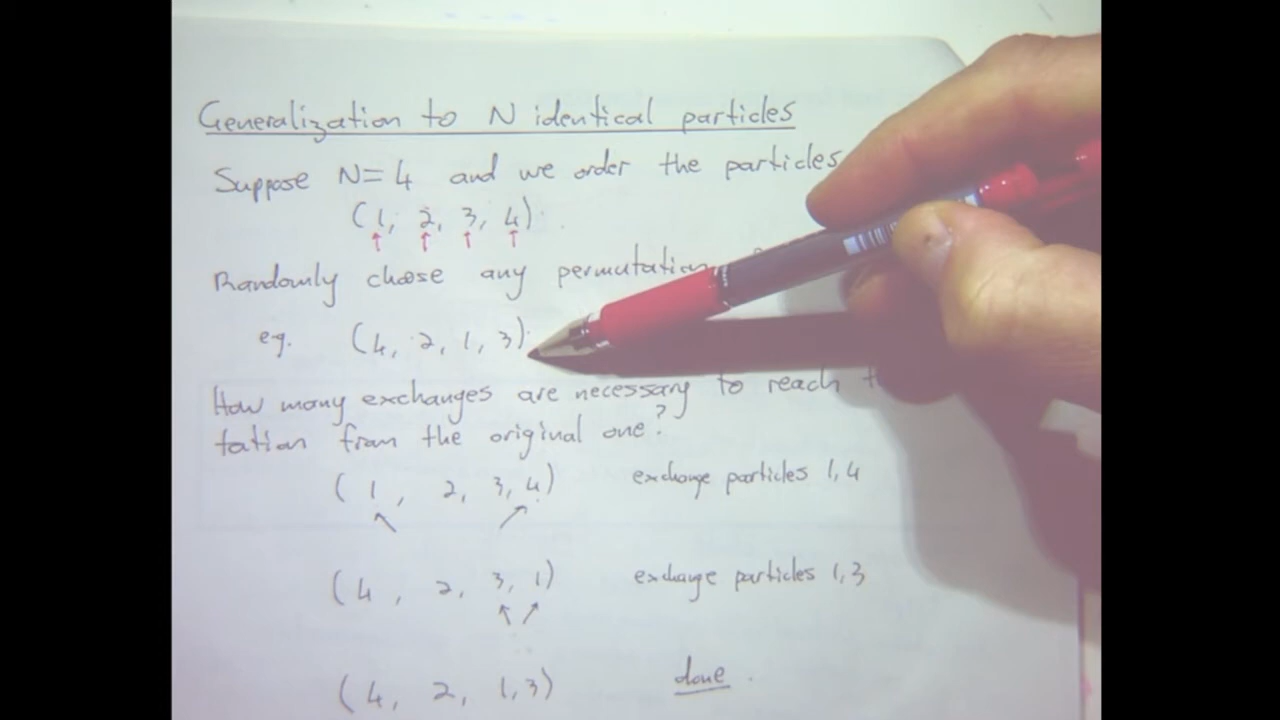 Generalization to N identical particles
Suppose N=4 and we order the particles
(1, 2, 3, 4).
Randomly choose any permutation
eg. (4, 2, 1, 3).
How many exchanges are necessary to reach
tation from the original one?
(1, 2, 3, 4) exchange particles 1,4
(4, 2, 3, 1) exchange particles 1,3
(4, 2, 1, 3) done.